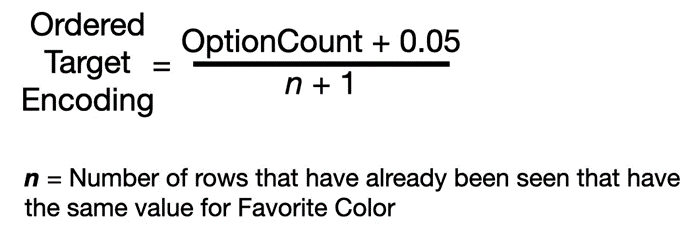 Ordered
Target
Encoding
=
OptionCount + 0.05
n + 1
n = Number of rows that have already been seen that have
the same value for Favorite Color